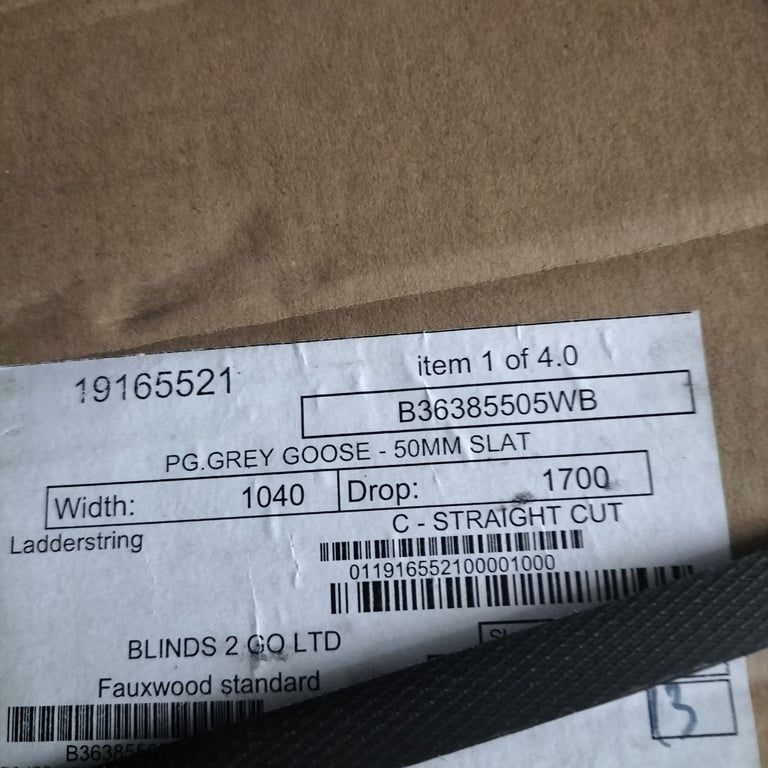 19165521
item 1 of 4.0
B36385505WB
PG.GREY GOOSE - 50MM SLAT
Width: 1040 Drop: 1700
C - STRAIGHT CUT
Ladderstring
011916552100001000
BLINDS 2 GO LTD
Fauxwood standard
13